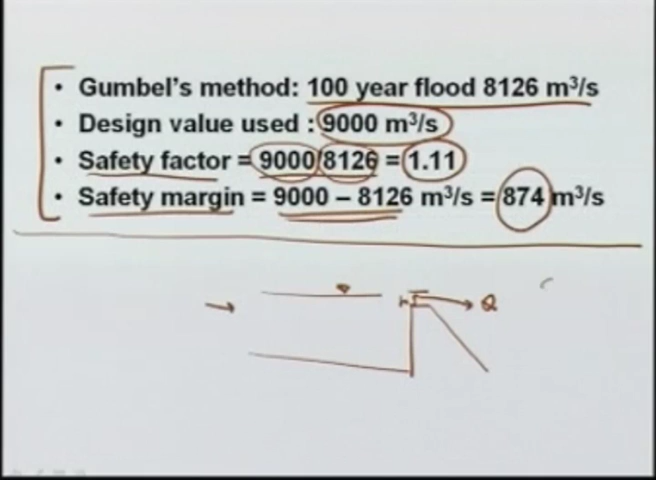 • Gumbel's method: 100 year flood 8126 m³/s
• Design value used : 9000 m³/s
• Safety factor = 9000/8126 = 1.11
• Safety margin = 9000 – 8126 m³/s = 874 m³/s
Q